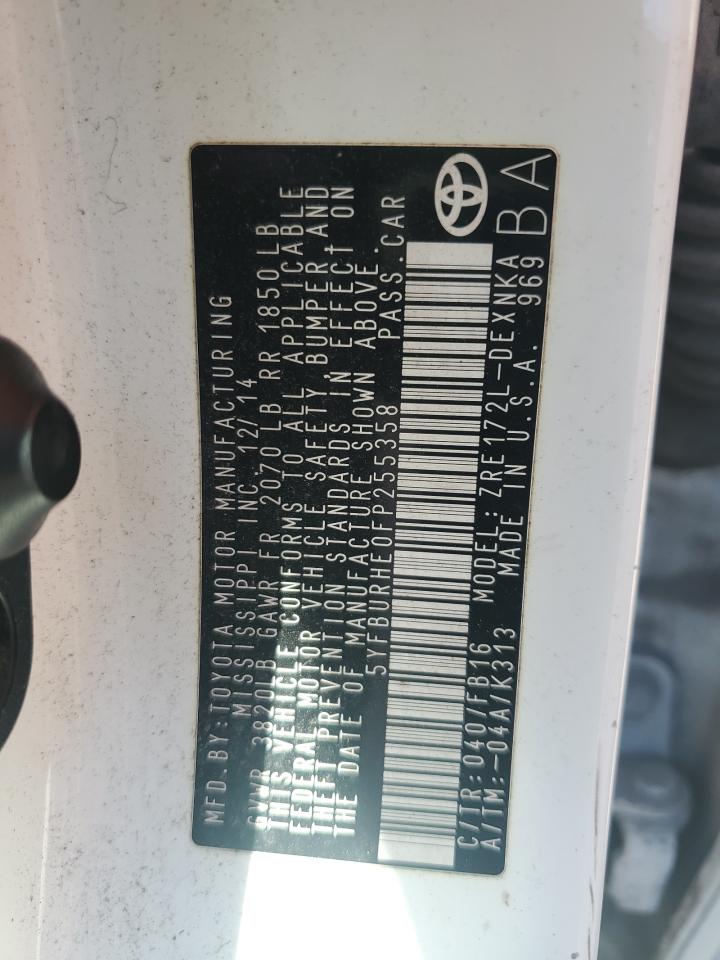 MFD.BY:TOYOTA MOTOR MANUFACTURING
MISSISSIPPI INC. 12/14
GVWR 3820LB GAWR FR 2070 LB RR 1850 LB
THIS VEHICLE CONFORMS TO ALL APPLICABLE
FEDERAL MOTOR VEHICLE SAFETY, BUMPER, AND
THEFT PREVENTION STANDARDS IN EFFECT ON
THE DATE OF MANUFACTURE SHOWN ABOVE.
5YFBURHE0FP255358 PASS.CAR
C/TR:040/FB16 MODEL:ZRE172L-DEXNKA
A/TM:-04A/K313 MADE IN U.S.A. 969 BA